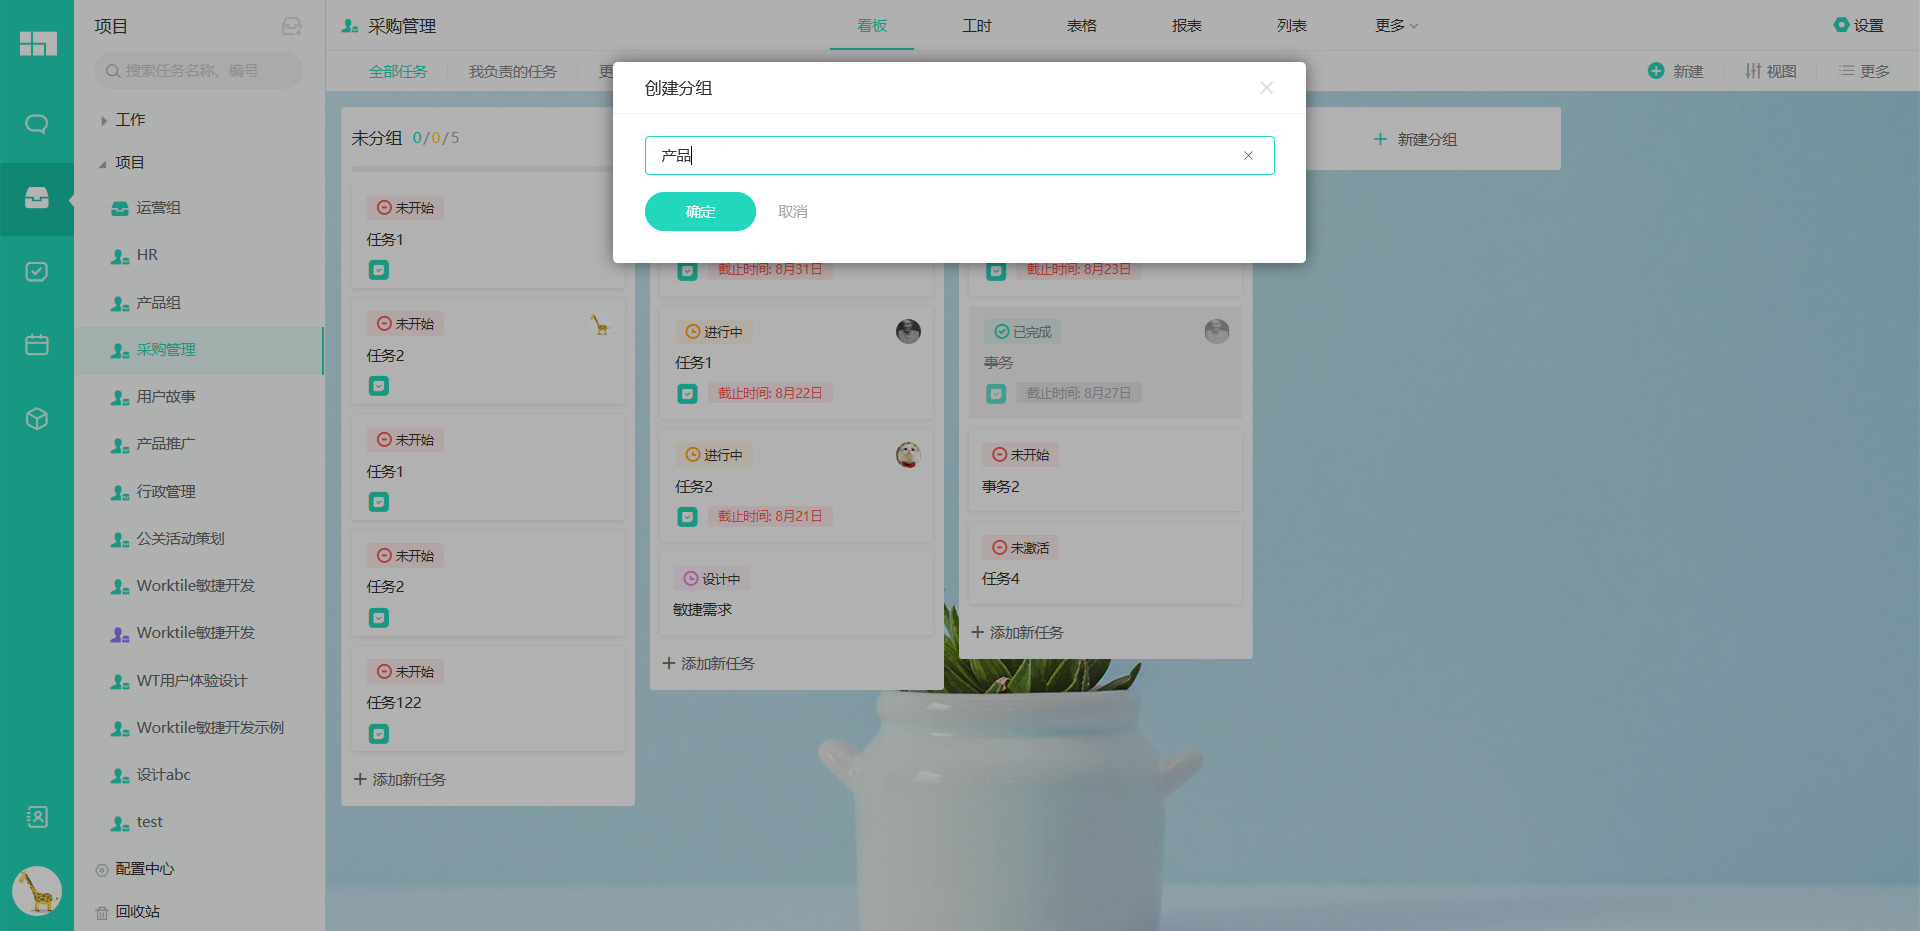 项目
搜索任务名称、编号
工作
项目
运营组
HR
产品组
采购管理
用户故事
产品推广
行政管理
公关活动策划
Worktile敏捷开发
Worktile敏捷开发
WT用户体验设计
Worktile敏捷开发示例
设计abc
test
配置中心
回收站
采购管理
看板 工时 表格 报表 列表 更多
设置
全部任务 我负责的任务 更
新建 视图 更多
创建分组
产品
确定 取消
未分组 0/0/5
未开始
任务1
未开始
任务2
未开始
任务1
未开始
任务2
未开始
任务122
添加新任务
截止时间: 8月31日
进行中
任务1
截止时间: 8月22日
进行中
任务2
截止时间: 8月21日
设计中
敏捷需求
添加新任务
截止时间: 8月23日
已完成
事务
截止时间: 8月27日
未开始
事务2
未激活
任务4
添加新任务
新建分组